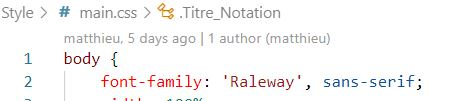 Style > # main.css > .Titre_Notation
matthieu, 5 days ago | 1 author (matthieu)
1 body {
2 font-family: 'Raleway', sans-serif;